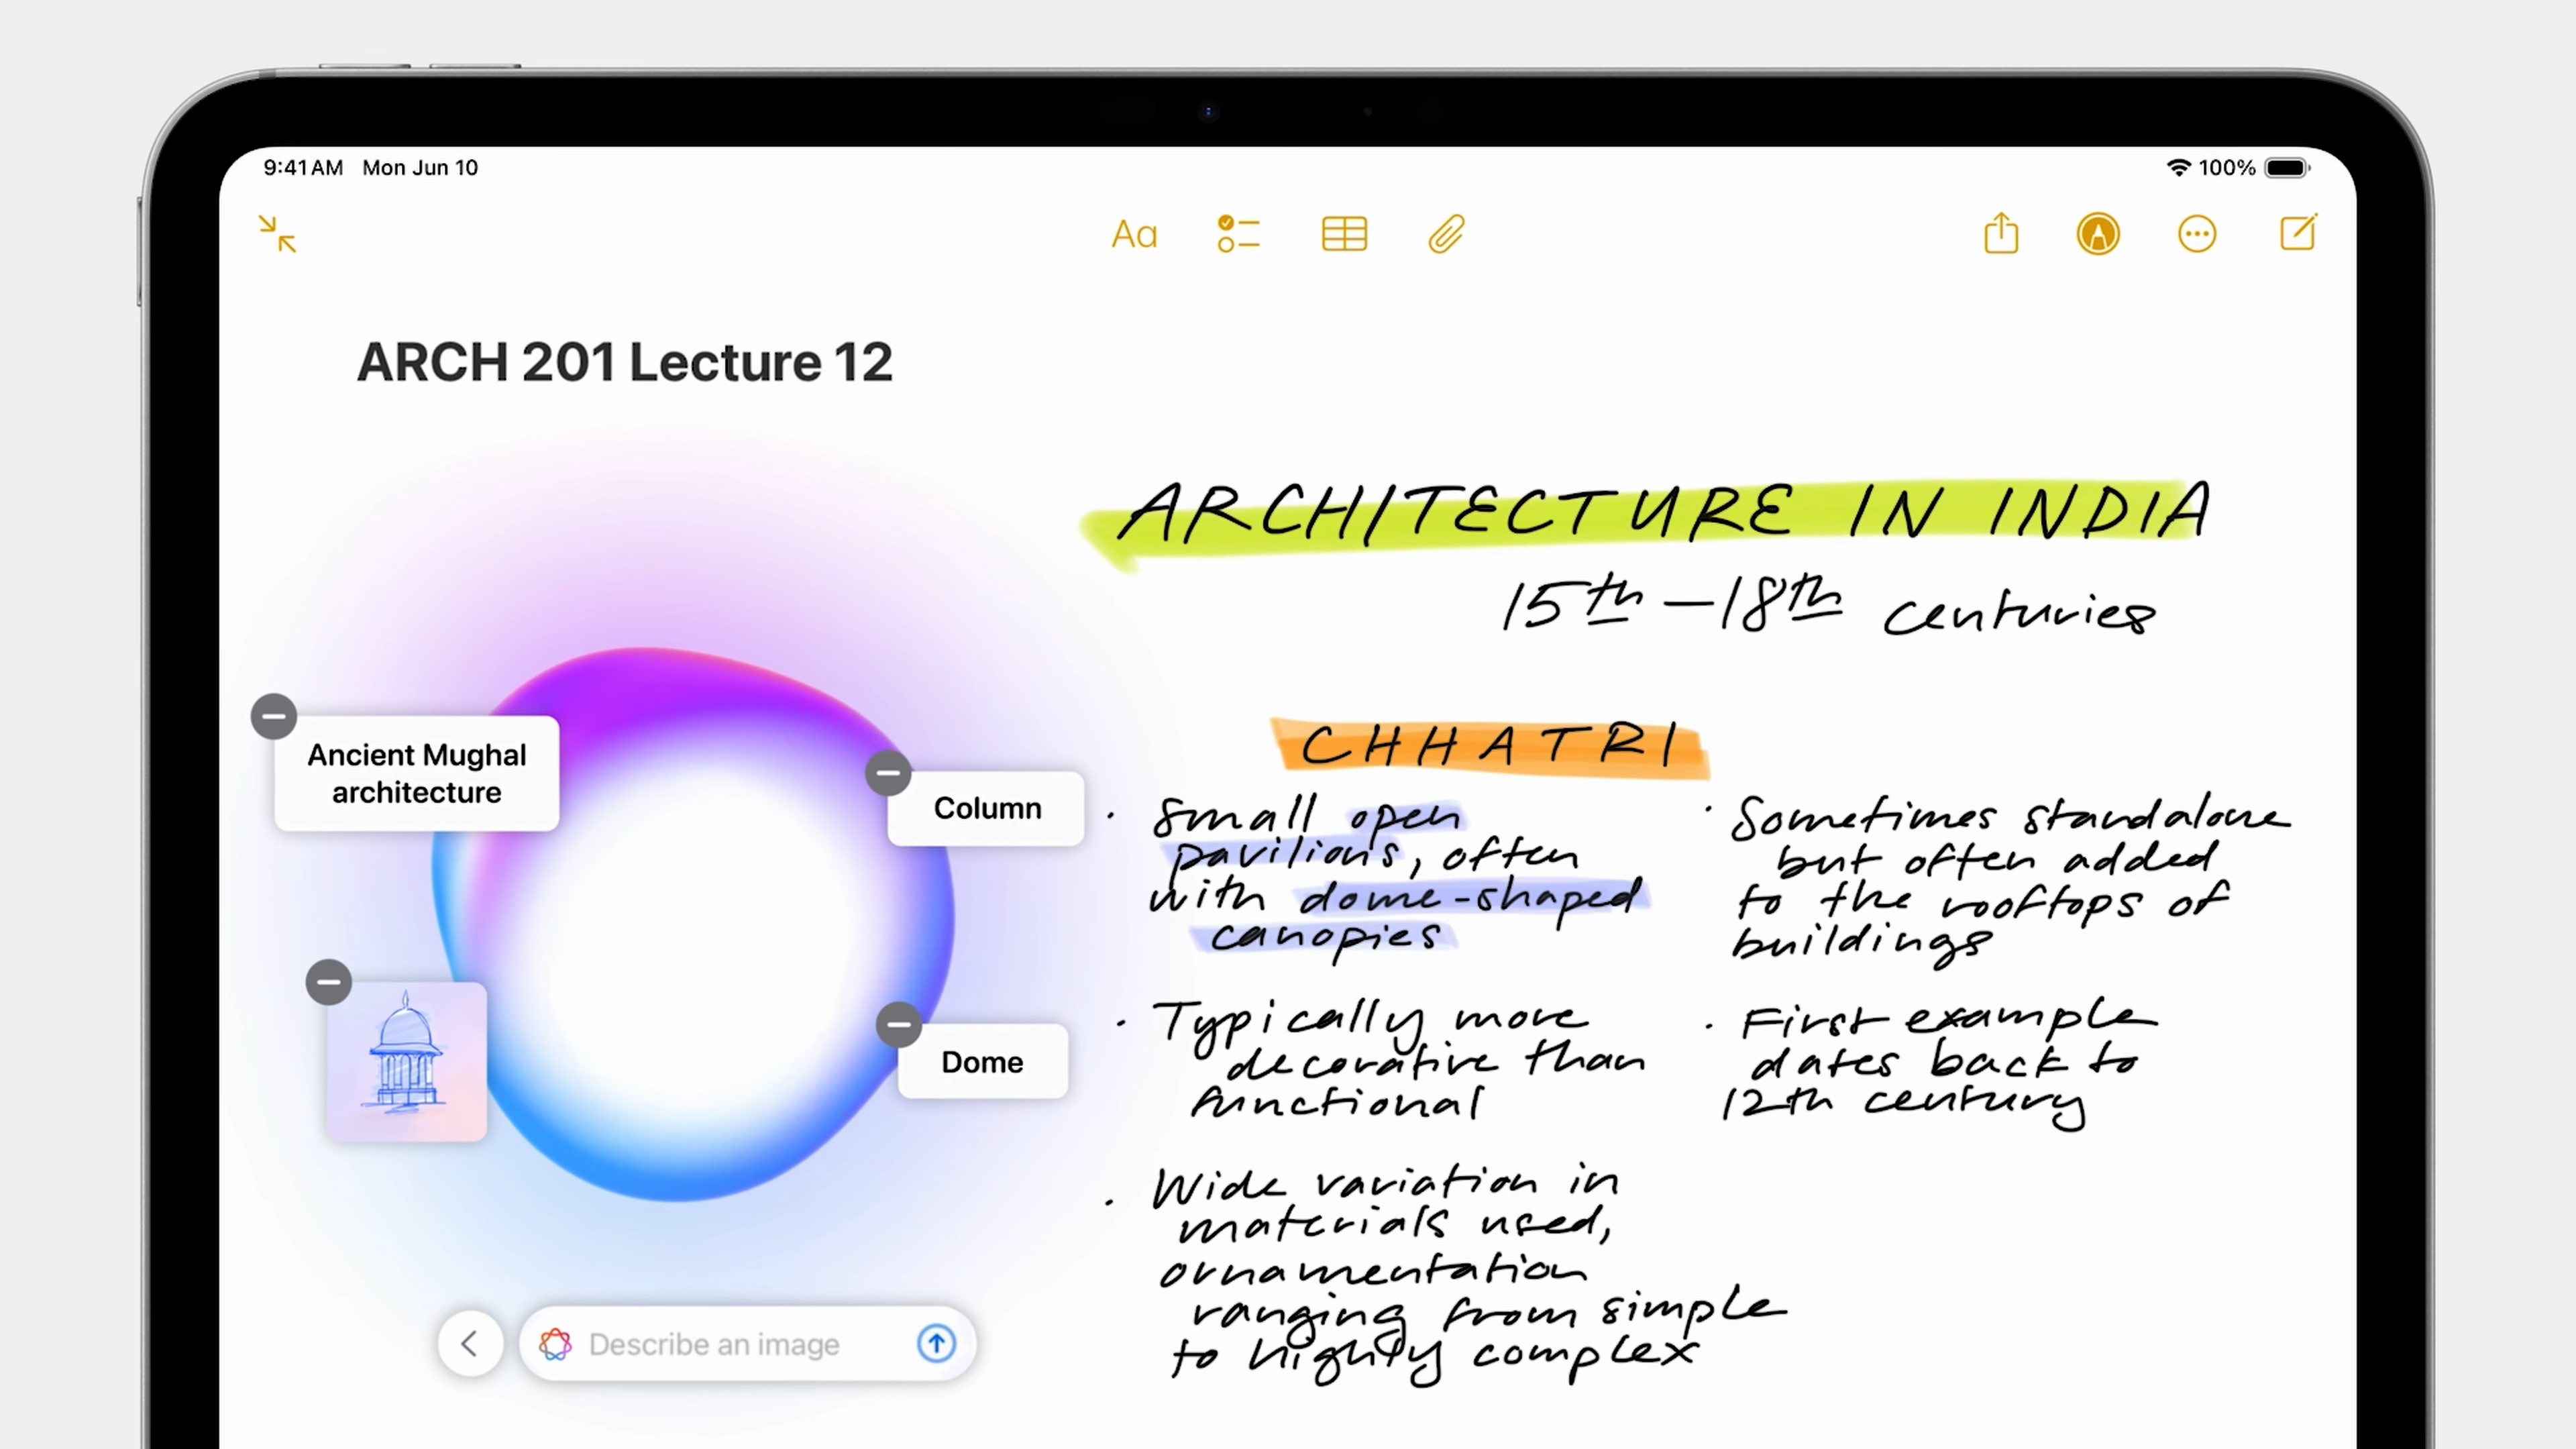 9:41 AM Mon Jun 10
100%
Aa
ARCH 201 Lecture 12
ARCHITECTURE IN INDIA
15th – 18th centuries
Ancient Mughal
architecture
Column
Dome
Describe an image
CHHATRI
· Small open
pavilions, often
with dome-shaped
canopies
· Typically more
decorative than
functional
· Wide variation in
materials used,
ornamentation
ranging from simple
to highly complex
· Sometimes standalone
but often added
to the rooftops of
buildings
· First example
dates back to
12th century